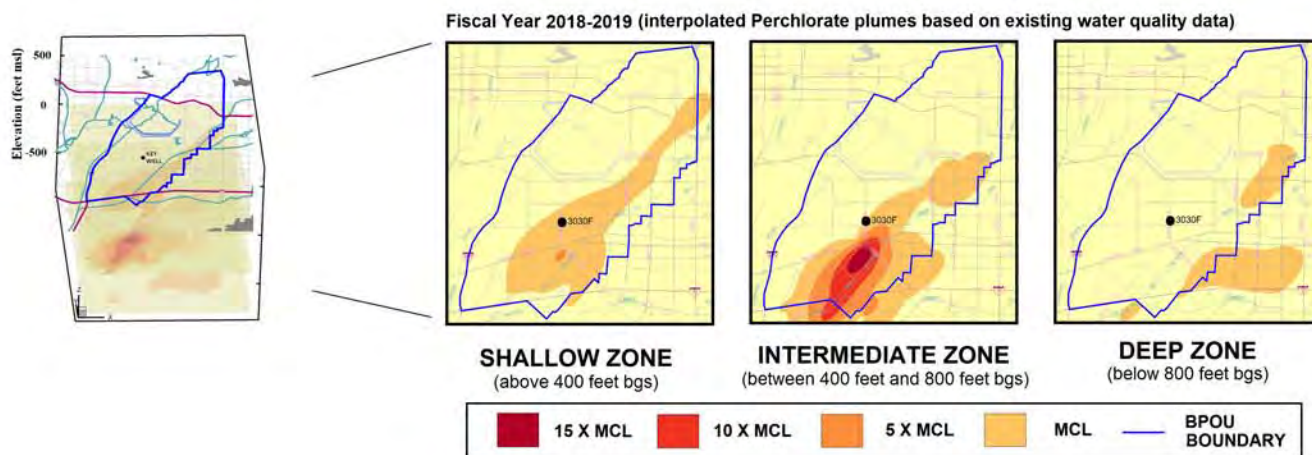 Fiscal Year 2018-2019 (interpolated Perchlorate plumes based on existing water quality data)
Elevation (feet msl)
500
0
-500
KEY
WELL
Z
X
3030F
3030F
3030F
SHALLOW ZONE
(above 400 feet bgs)
INTERMEDIATE ZONE
(between 400 feet and 800 feet bgs)
DEEP ZONE
(below 800 feet bgs)
15 X MCL
10 X MCL
5 X MCL
MCL
BPOU
BOUNDARY